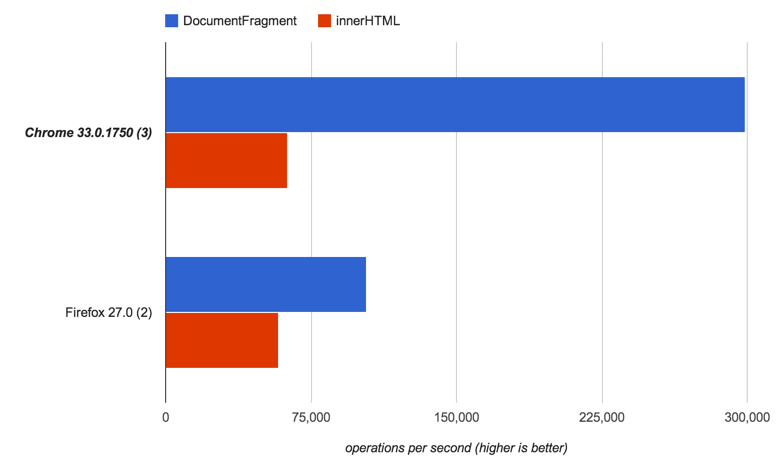 DocumentFragment innerHTML
Chrome 33.0.1750 (3)
Firefox 27.0 (2)
0 75,000 150,000 225,000 300,000
operations per second (higher is better)